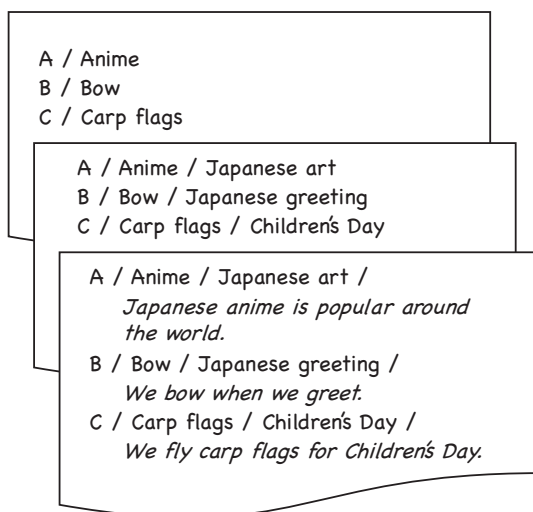 A / Anime
B / Bow
C / Carp flags
A / Anime / Japanese art
B / Bow / Japanese greeting
C / Carp flags / Children's Day
A / Anime / Japanese art /
Japanese anime is popular around
the world.
B / Bow / Japanese greeting /
We bow when we greet.
C / Carp flags / Children's Day /
We fly carp flags for Children's Day.